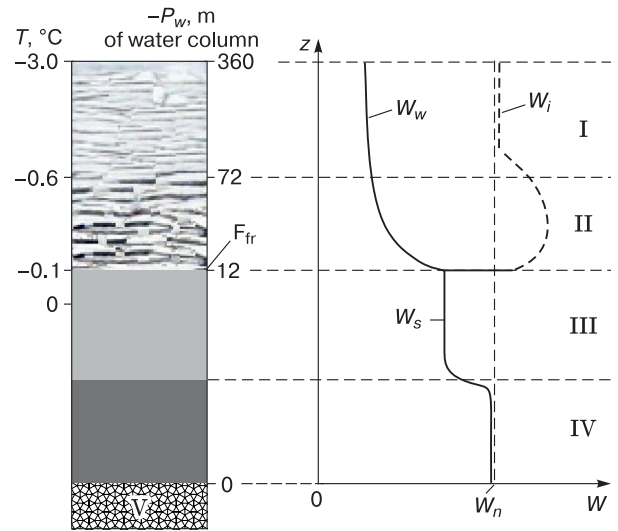 −P_w, m
T, °C of water column
−3.0 360
−0.6 72
F_fr
−0.1 12
0
0
V
z
W_w
W_i
I
II
W_s
III
IV
0
W_n
W